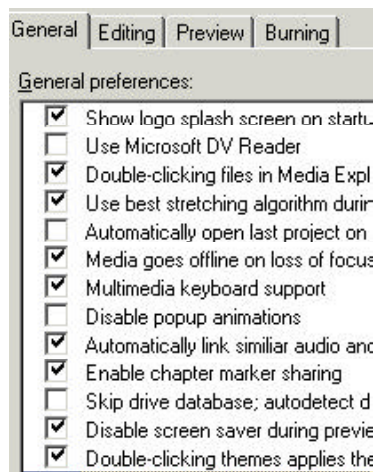 General Editing Preview Burning
General preferences:
Show logo splash screen on startu
Use Microsoft DV Reader
Double-clicking files in Media Expl
Use best stretching algorithm durin
Automatically open last project on
Media goes offline on loss of focus
Multimedia keyboard support
Disable popup animations
Automatically link similiar audio and
Enable chapter marker sharing
Skip drive database; autodetect d
Disable screen saver during previe
Double-clicking themes applies the